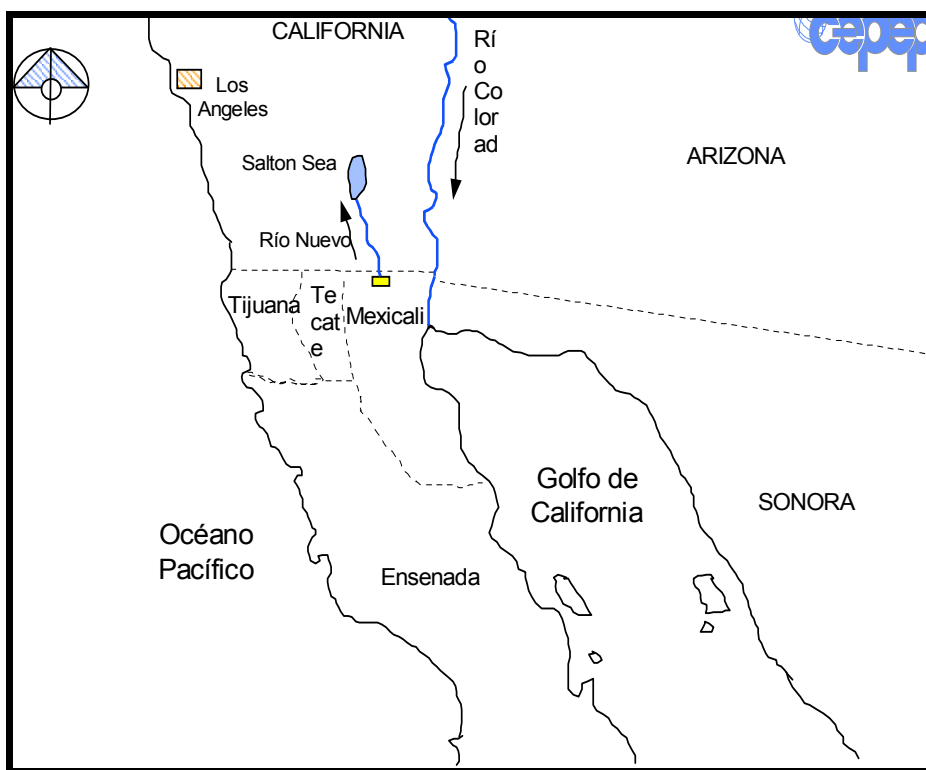 CALIFORNIA
Rí
o
Co
lor
ad
cepep
Los
Angeles
Salton Sea
ARIZONA
Río Nuevo
Tijuana
Te
cat
e
Mexicali
Golfo de
California
SONORA
Océano
Pacífico
Ensenada